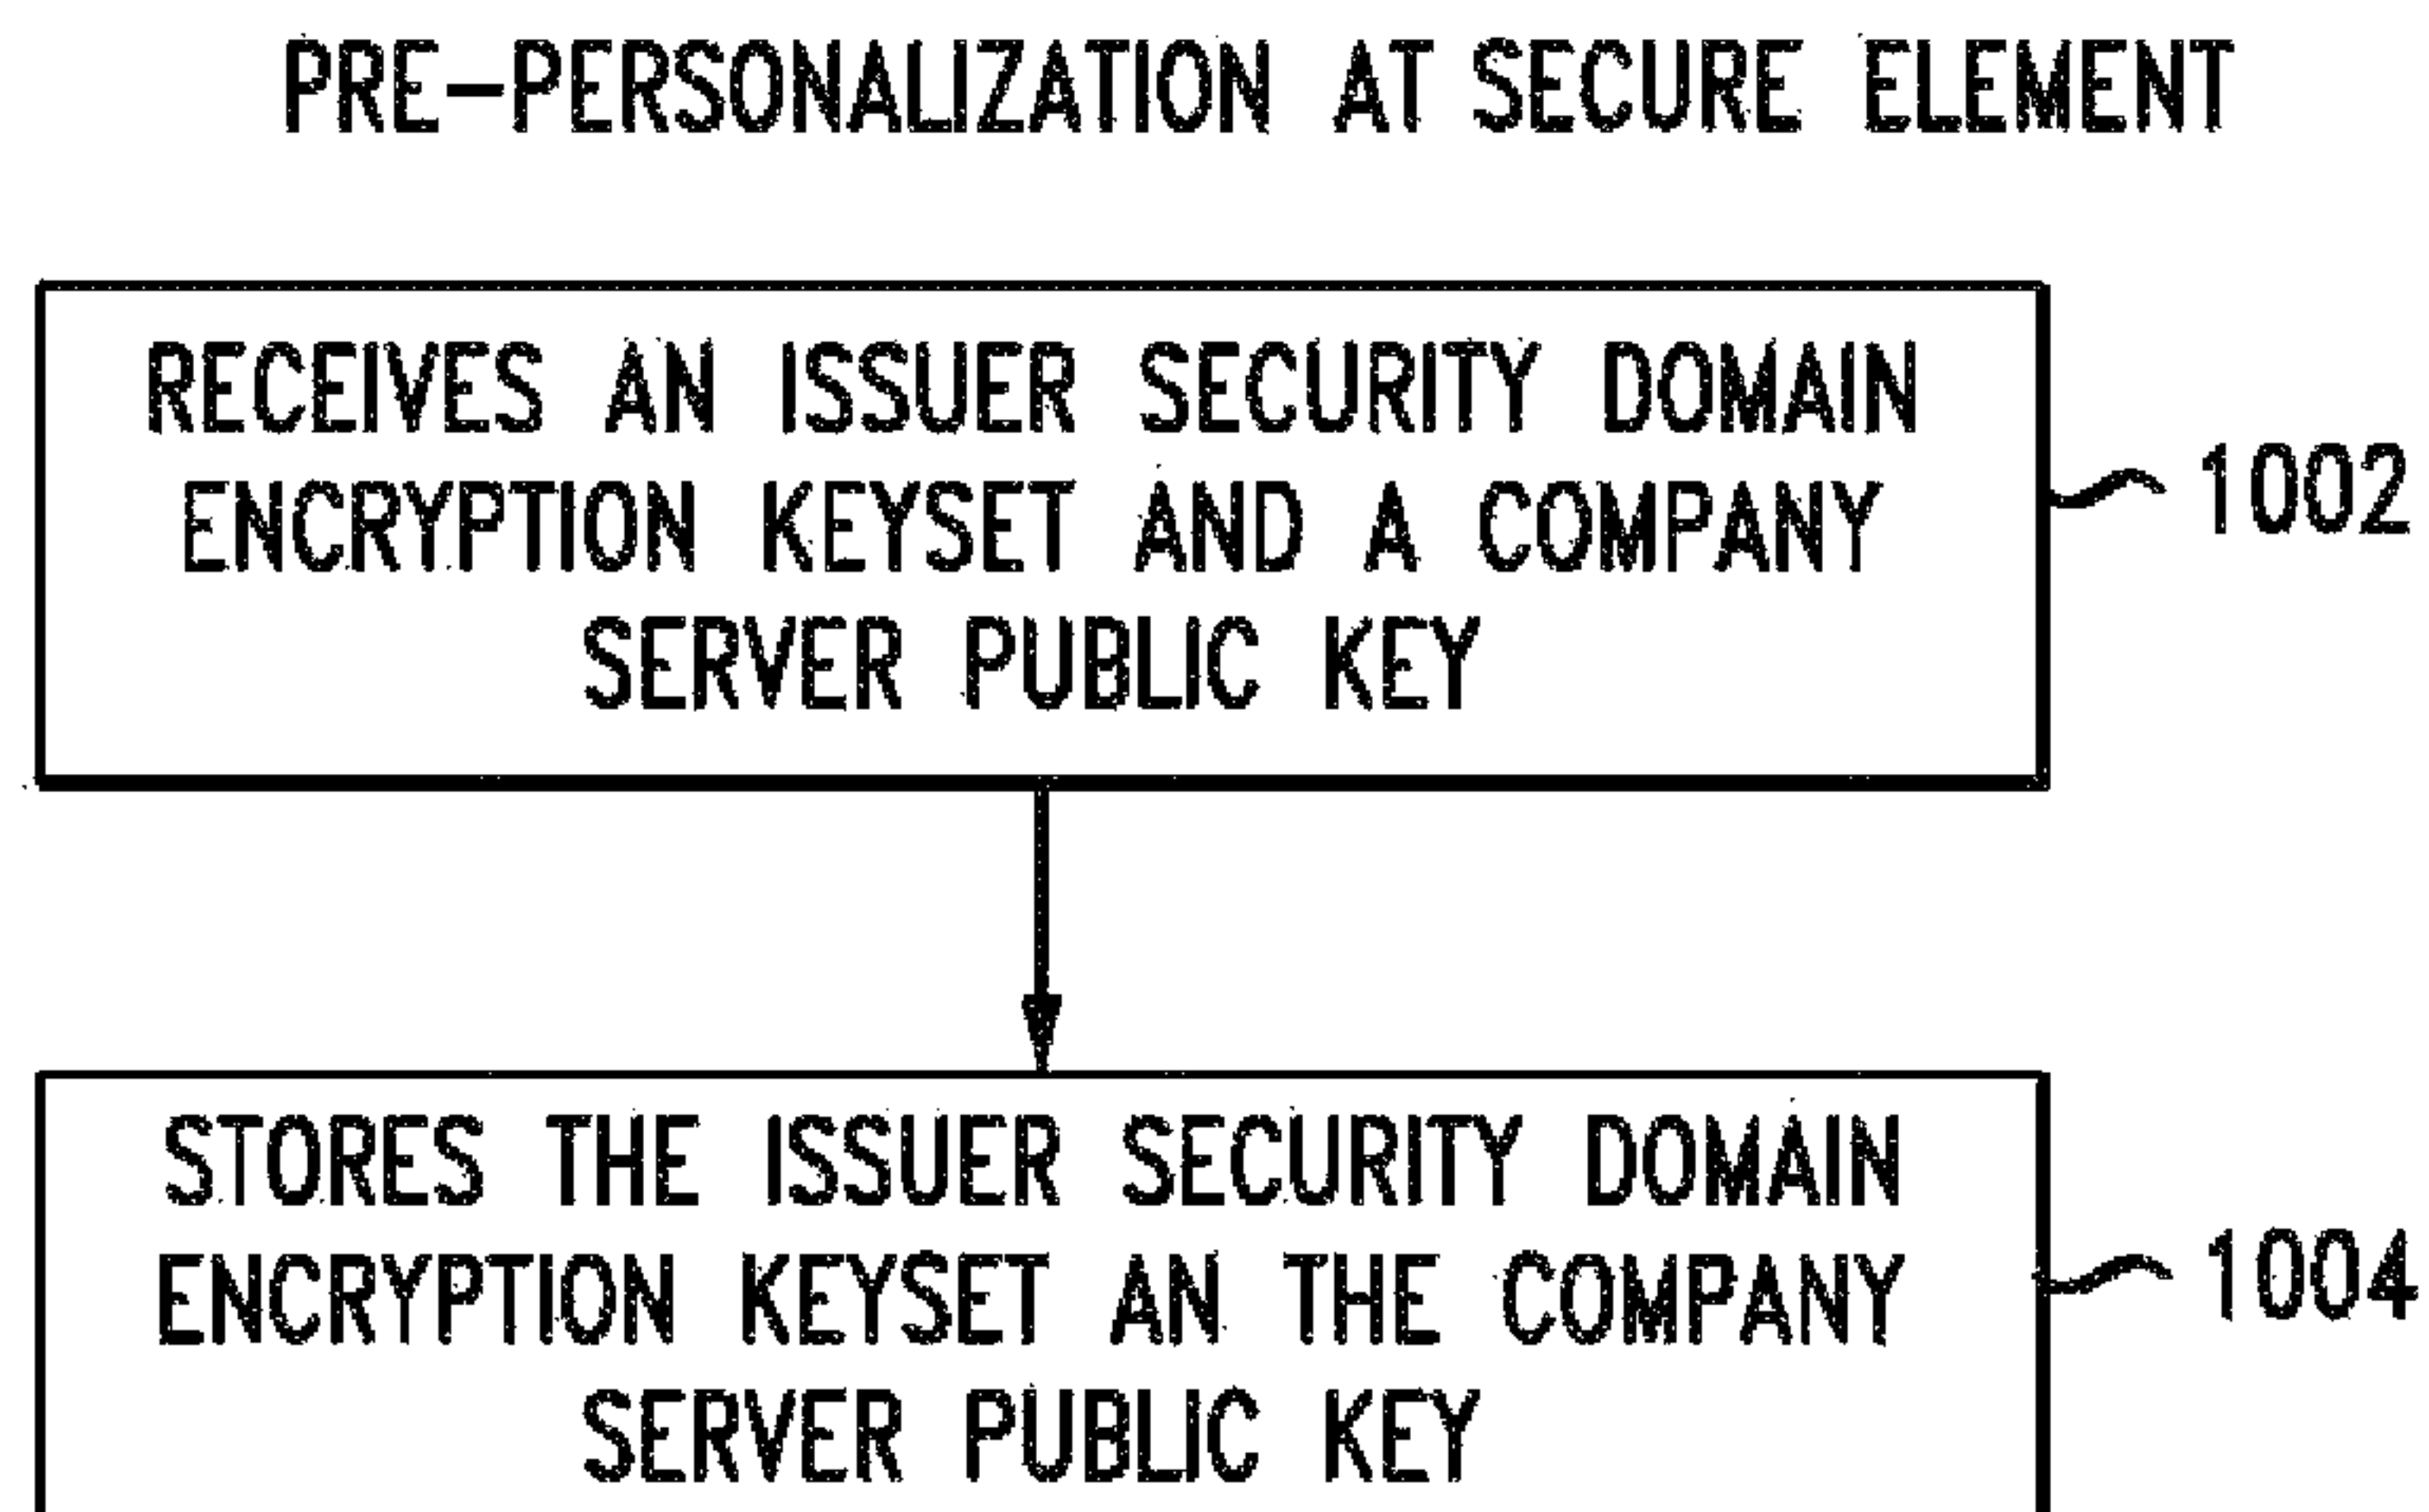 PRE-PERSONALIZATION AT SECURE ELEMENT
RECEIVES AN ISSUER SECURITY DOMAIN
ENCRYPTION KEYSET AND A COMPANY
SERVER PUBLIC KEY
1002
STORES THE ISSUER SECURITY DOMAIN
ENCRYPTION KEYSET AN THE COMPANY
SERVER PUBLIC KEY
1004